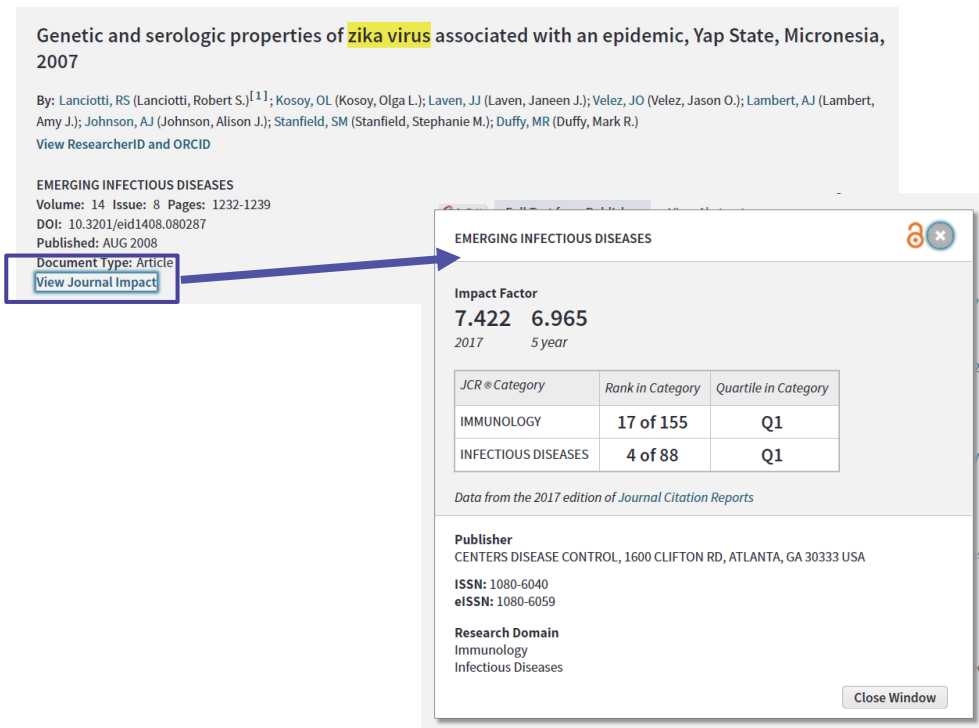 Genetic and serologic properties of zika virus associated with an epidemic, Yap State, Micronesia,
2007
By: Lanciotti, RS (Lanciotti, Robert S.)[1]; Kosoy, OL (Kosoy, Olga L.); Laven, JJ (Laven, Janeen J.); Velez, JO (Velez, Jason O.); Lambert, AJ (Lambert,
Amy J.); Johnson, AJ (Johnson, Alison J.); Stanfield, SM (Stanfield, Stephanie M.); Duffy, MR (Duffy, Mark R.)
View ResearcherID and ORCID
EMERGING INFECTIOUS DISEASES
Volume: 14 Issue: 8 Pages: 1232-1239
DOI: 10.3201/eid1408.080287
Published: AUG 2008
Document Type: Article
View Journal Impact
EMERGING INFECTIOUS DISEASES
Impact Factor
7.422 6.965
2017 5 year
JCR ® Category Rank in Category Quartile in Category
IMMUNOLOGY 17 of 155 Q1
INFECTIOUS DISEASES 4 of 88 Q1
Data from the 2017 edition of Journal Citation Reports
Publisher
CENTERS DISEASE CONTROL, 1600 CLIFTON RD, ATLANTA, GA 30333 USA
ISSN: 1080-6040
eISSN: 1080-6059
Research Domain
Immunology
Infectious Diseases
Close Window